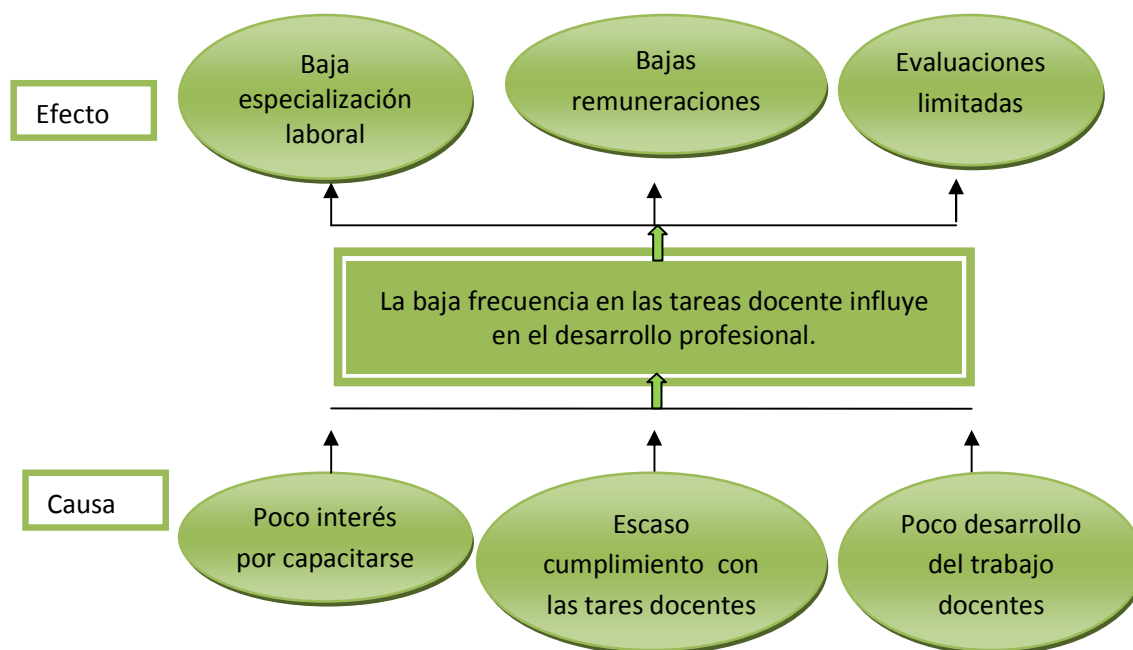 Efecto
Baja
especialización
laboral
Bajas
remuneraciones
Evaluaciones
limitadas
La baja frecuencia en las tareas docente influye
en el desarrollo profesional.
Causa
Poco interés
por capacitarse
Escaso
cumplimiento con
las tares docentes
Poco desarrollo
del trabajo
docentes